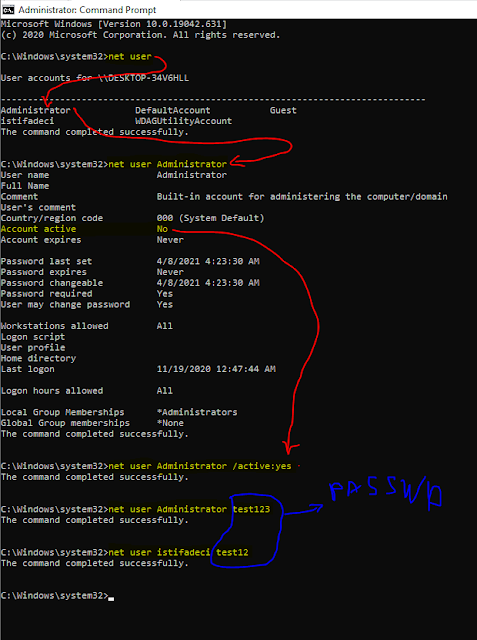 Administrator: Command Prompt
Microsoft Windows [Version 10.0.19042.631]
(c) 2020 Microsoft Corporation. All rights reserved.
C:\Windows\system32>net user
User accounts for \\DESKTOP-34V6HLL
-------------------------------------------------------------------------------
Administrator DefaultAccount Guest
istifadeci WDAGUtilityAccount
The command completed successfully.
C:\Windows\system32>net user Administrator
User name Administrator
Full Name
Comment Built-in account for administering the computer/domain
User's comment
Country/region code 000 (System Default)
Account active No
Account expires Never
Password last set 4/8/2021 4:23:30 AM
Password expires Never
Password changeable 4/8/2021 4:23:30 AM
Password required Yes
User may change password Yes
Workstations allowed All
Logon script
User profile
Home directory
Last logon 11/19/2020 12:47:44 AM
Logon hours allowed All
Local Group Memberships *Administrators
Global Group memberships *None
The command completed successfully.
C:\Windows\system32>net user Administrator /active:yes
The command completed successfully.
PASSWD
C:\Windows\system32>net user Administrator test123
The command completed successfully.
C:\Windows\system32>net user istifadeci test12
The command completed successfully.
C:\Windows\system32>